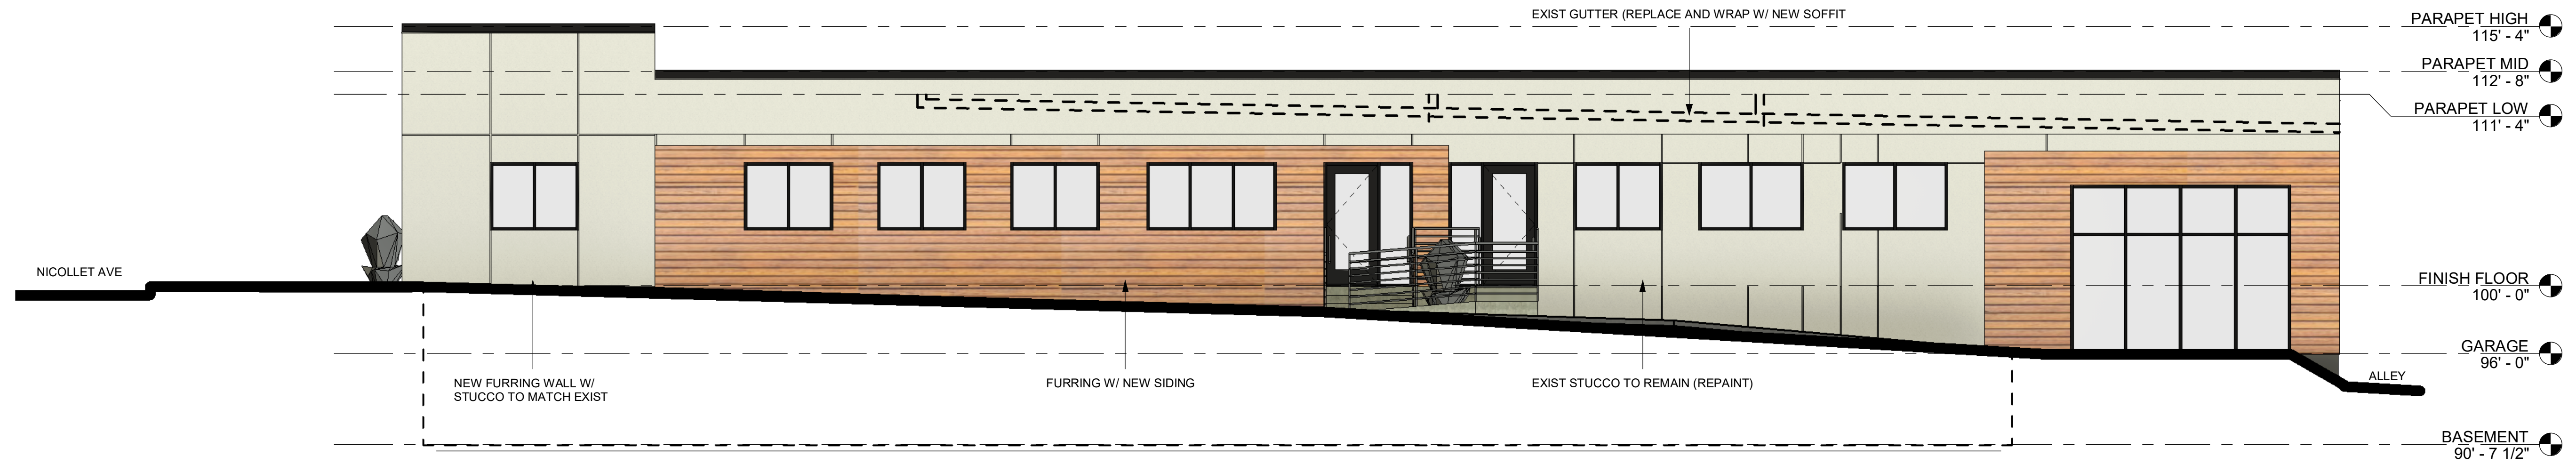 EXIST GUTTER (REPLACE AND WRAP W/ NEW SOFFIT
PARAPET HIGH
115' - 4"
PARAPET MID
112' - 8"
PARAPET LOW
111' - 4"
NICOLLET AVE
FINISH FLOOR
100' - 0"
GARAGE
96' - 0"
ALLEY
NEW FURRING WALL W/
STUCCO TO MATCH EXIST
FURRING W/ NEW SIDING
EXIST STUCCO TO REMAIN (REPAINT)
BASEMENT
90' - 7 1/2"